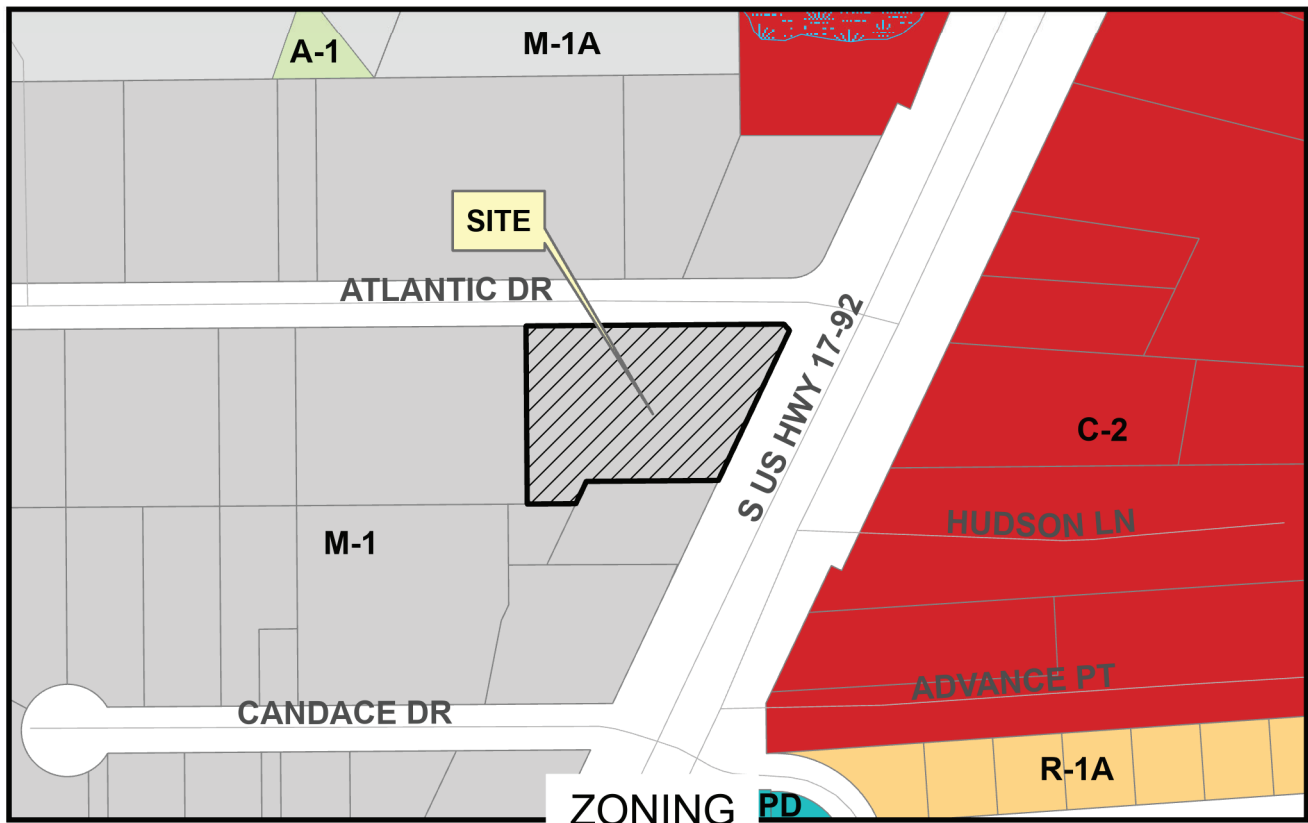 A-1
M-1A
SITE
ATLANTIC DR
S US HWY 17-92
C-2
HUDSON LN
M-1
ADVANCE PT
CANDACE DR
R-1A
ZONING
PD